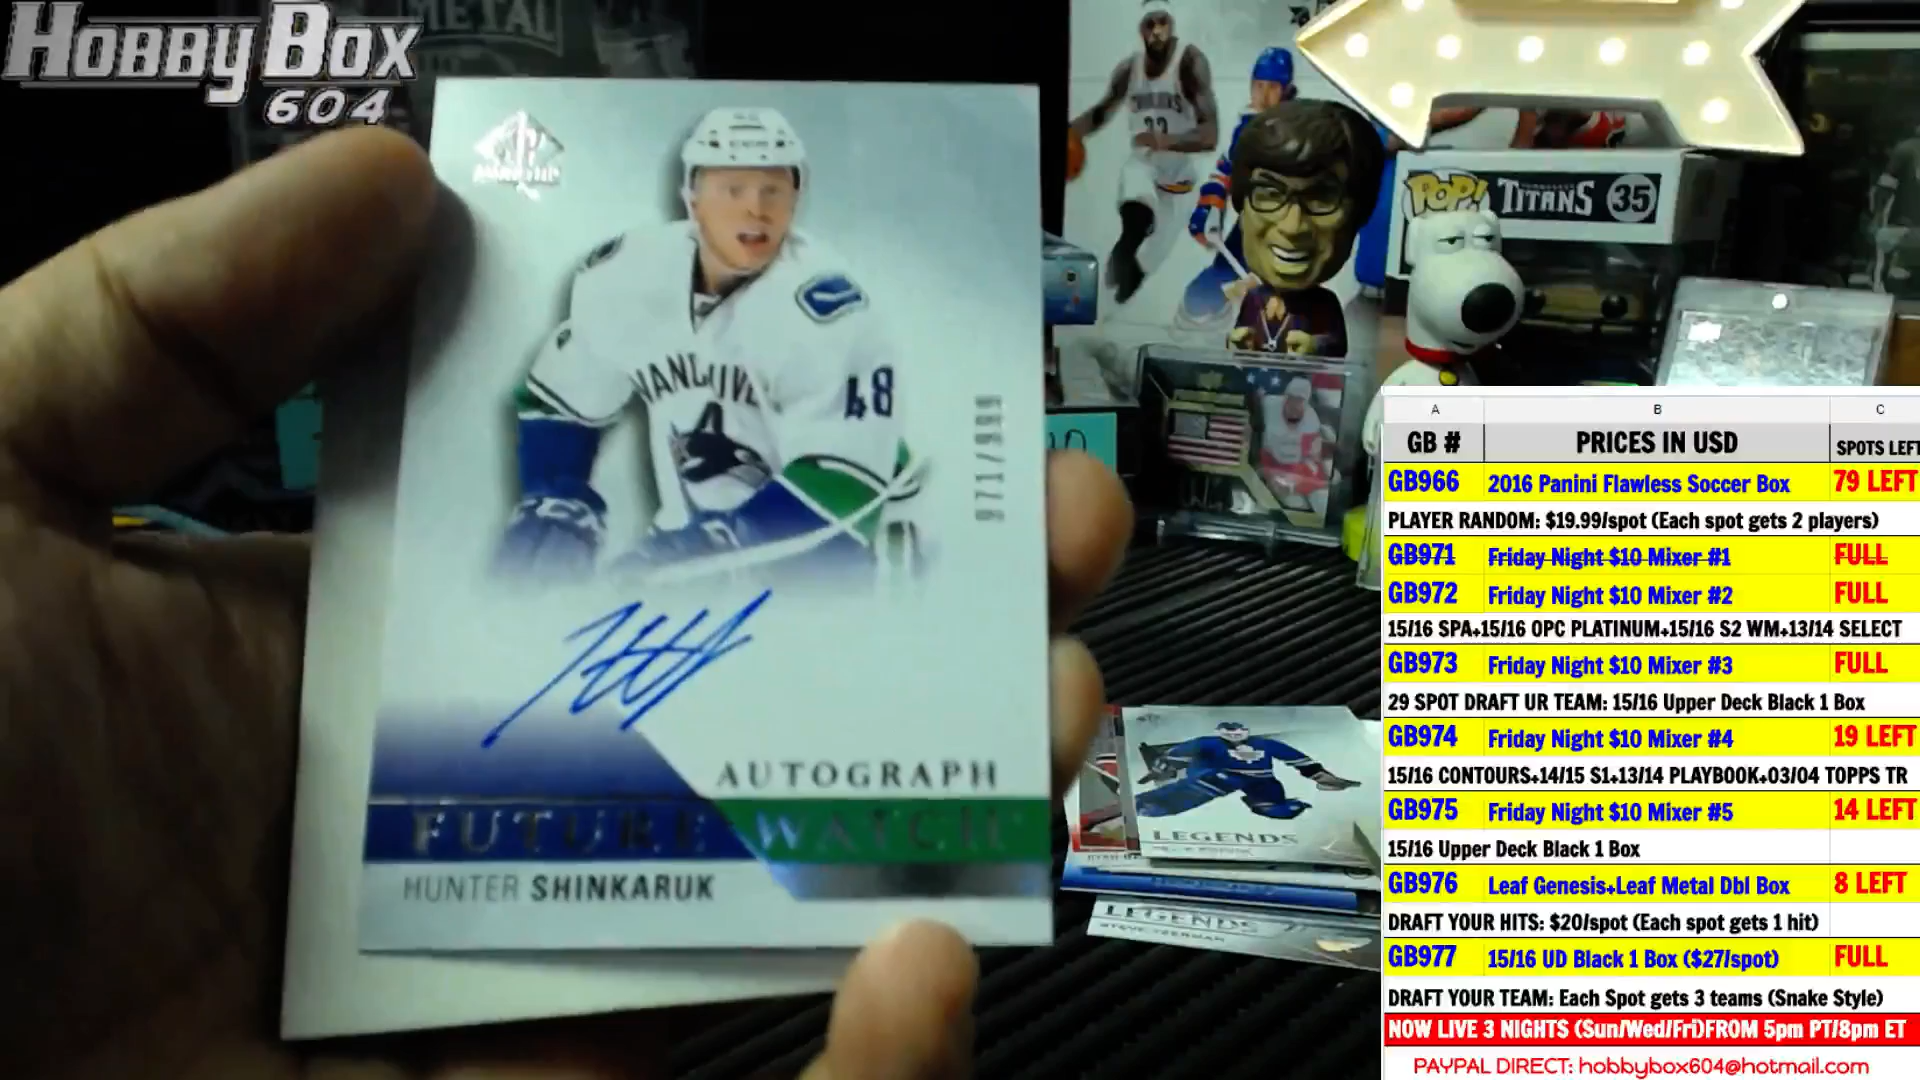 HOBBY BOX
604
METAL
POP!
TITANS 35
VANCOUVER
48
971/999
AUTOGRAPH
FUTURE WATCH
HUNTER SHINKARUK
LEGENDS
LEGENDS
STEVE YZERMAN
A B C
GB # PRICES IN USD SPOTS LEFT
GB966 2016 Panini Flawless Soccer Box 79 LEFT
PLAYER RANDOM: $19.99/spot (Each spot gets 2 players)
GB971 Friday Night $10 Mixer #1 FULL
GB972 Friday Night $10 Mixer #2 FULL
15/16 SPA+15/16 OPC PLATINUM+15/16 S2 WM+13/14 SELECT
GB973 Friday Night $10 Mixer #3 FULL
29 SPOT DRAFT UR TEAM: 15/16 Upper Deck Black 1 Box
GB974 Friday Night $10 Mixer #4 19 LEFT
15/16 CONTOURS+14/15 S1+13/14 PLAYBOOK+03/04 TOPPS TR
GB975 Friday Night $10 Mixer #5 14 LEFT
15/16 Upper Deck Black 1 Box
GB976 Leaf Genesis+Leaf Metal Dbl Box 8 LEFT
DRAFT YOUR HITS: $20/spot (Each spot gets 1 hit)
GB977 15/16 UD Black 1 Box ($27/spot) FULL
DRAFT YOUR TEAM: Each Spot gets 3 teams (Snake Style)
NOW LIVE 3 NIGHTS (Sun/Wed/Fri)FROM 5pm PT/8pm ET
PAYPAL DIRECT: hobbybox604@hotmail.com